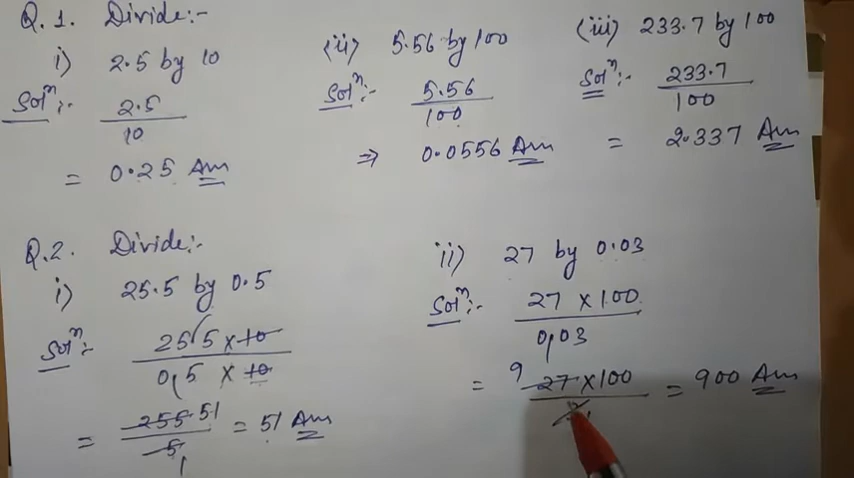 Q.1. Divide:-
i) 2.5 by 10
Solⁿ:- 2.5
10
= 0.25 Ans
(ii) 5.56 by 100
Solⁿ:- 5.56
100
⇒ 0.0556 Ans
(iii) 233.7 by 100
Solⁿ:- 233.7
100
= 2.337 Ans
Q.2. Divide:-
i) 25.5 by 0.5
Solⁿ:- 255 × 10
0,5 × 10
= 255 51
5 1
= 51 Ans
ii) 27 by 0.03
Solⁿ:- 27 × 100
0,03
= 9 27 × 100
1
= 900 Ans